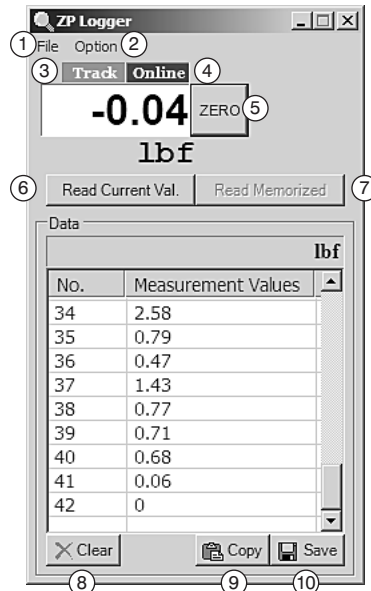 ZP Logger
1 File Option 2
3 Track Online 4
-0.04 ZERO 5
lbf
6 Read Current Val. Read Memorized 7
Data
lbf
No. Measurement Values
34 2.58
35 0.79
36 0.47
37 1.43
38 0.77
39 0.71
40 0.68
41 0.06
42 0
Clear Copy Save
8 9 10